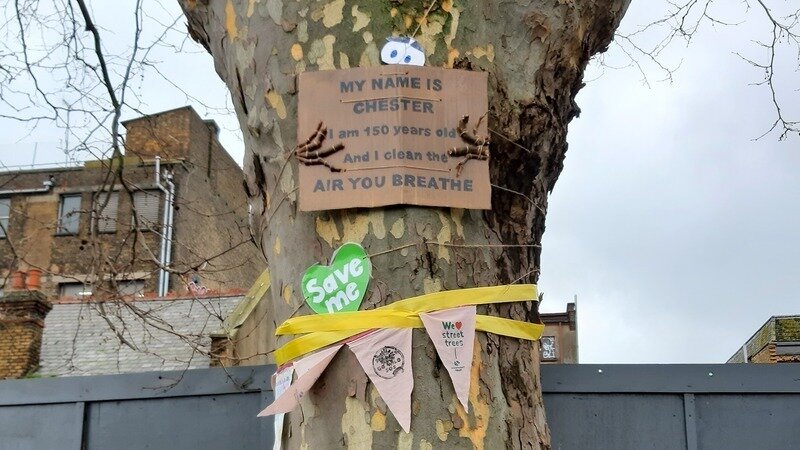 MY NAME IS
CHESTER
I am 150 years old
And I clean the
AIR YOU BREATHE
Save
me
We
street
trees